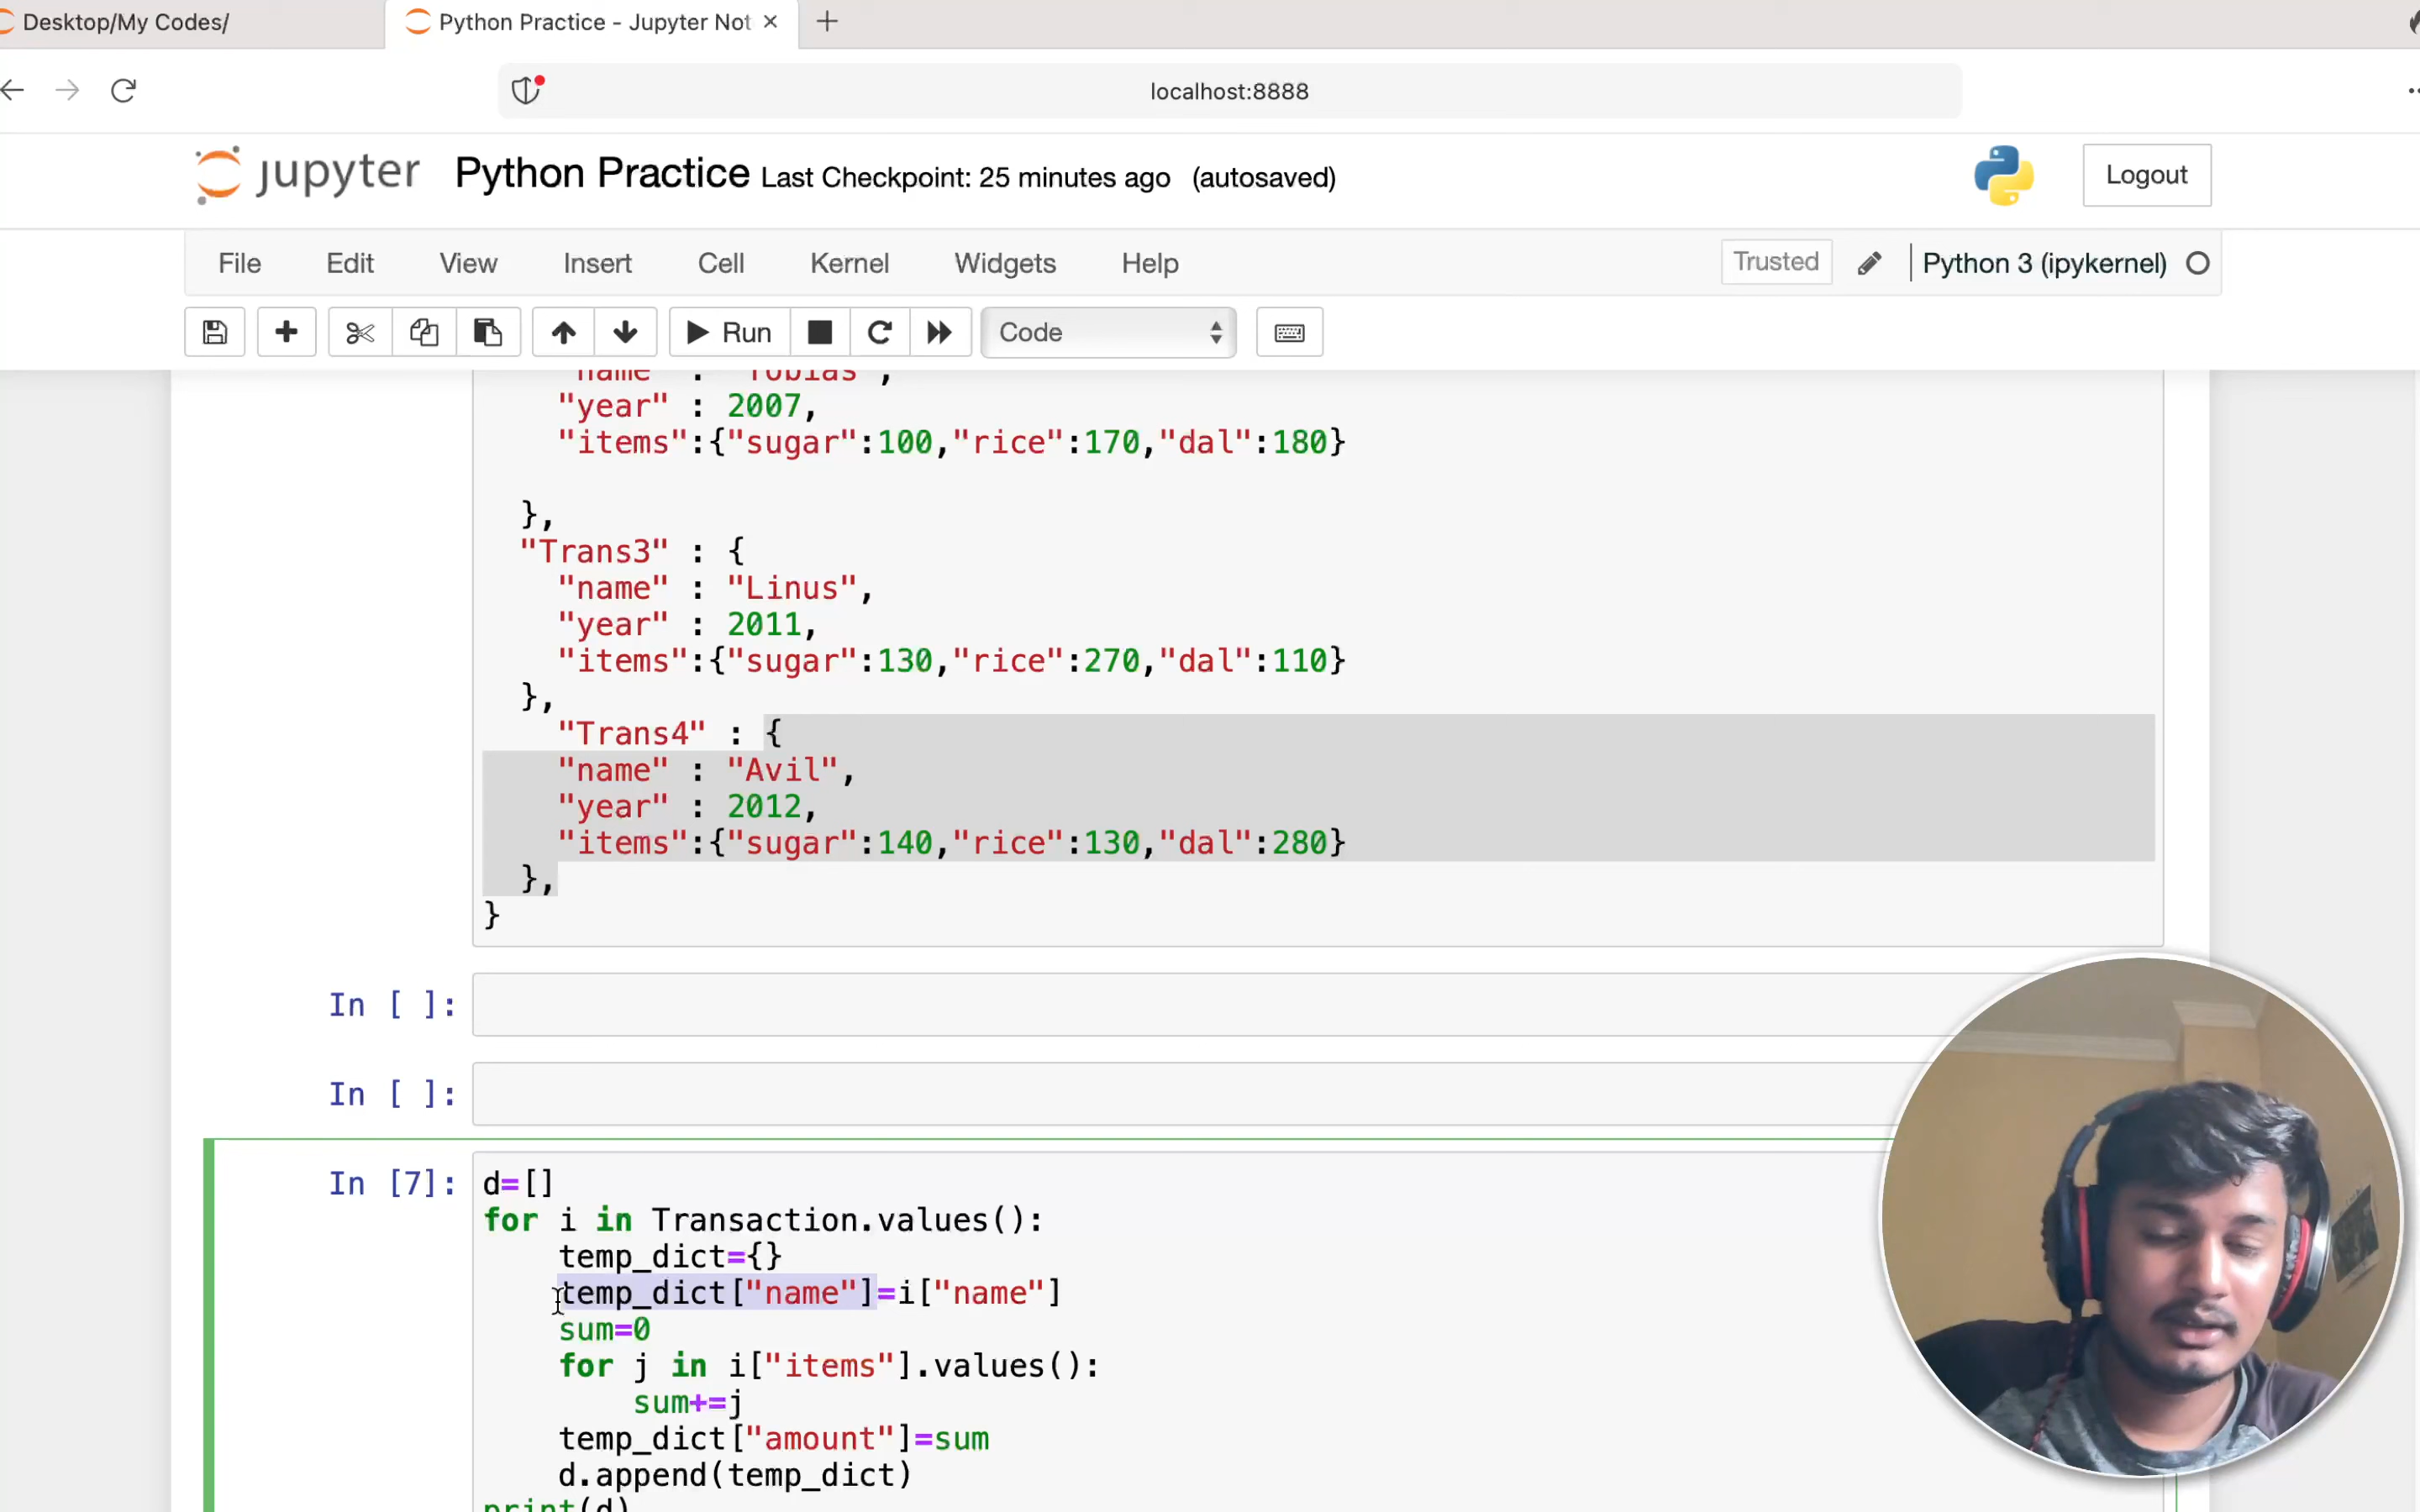 Desktop/My Codes/
Python Practice - Jupyter Not
localhost:8888
jupyter Python Practice Last Checkpoint: 25 minutes ago (autosaved)
Logout
File Edit View Insert Cell Kernel Widgets Help Trusted Python 3 (ipykernel)
Run Code
"name" : "Tobias",
"year" : 2007,
"items":{"sugar":100,"rice":170,"dal":180}
},
"Trans3" : {
"name" : "Linus",
"year" : 2011,
"items":{"sugar":130,"rice":270,"dal":110}
},
"Trans4" : {
"name" : "Avil",
"year" : 2012,
"items":{"sugar":140,"rice":130,"dal":280}
},
}
In [ ]:
In [ ]:
In [7]: d=[]
for i in Transaction.values():
temp_dict={}
temp_dict["name"]=i["name"]
sum=0
for j in i["items"].values():
sum+=j
temp_dict["amount"]=sum
d.append(temp_dict)
print(d)